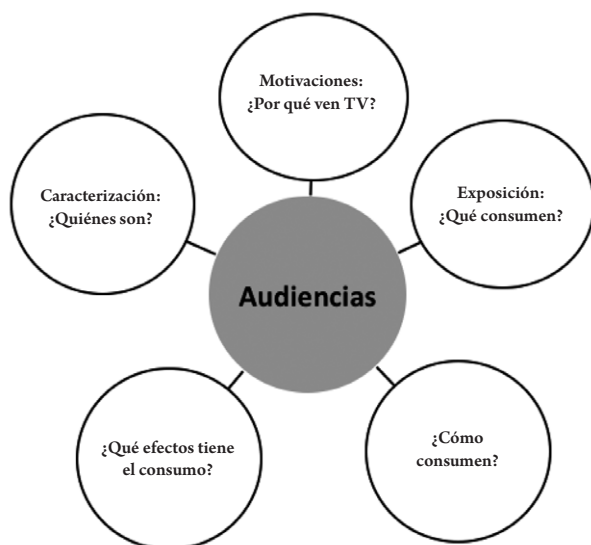 Motivaciones:
¿Por qué ven TV?
Caracterización:
¿Quiénes son?
Exposición:
¿Qué consumen?
Audiencias
¿Qué efectos tiene
el consumo?
¿Cómo
consumen?